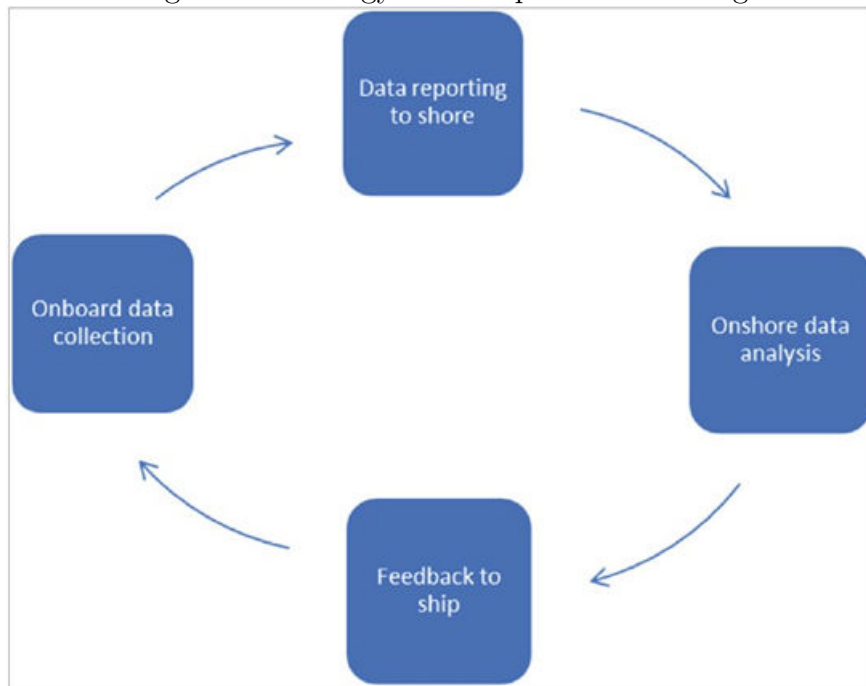 Data reporting
to shore
Onboard data
collection
Onshore data
analysis
Feedback to
ship